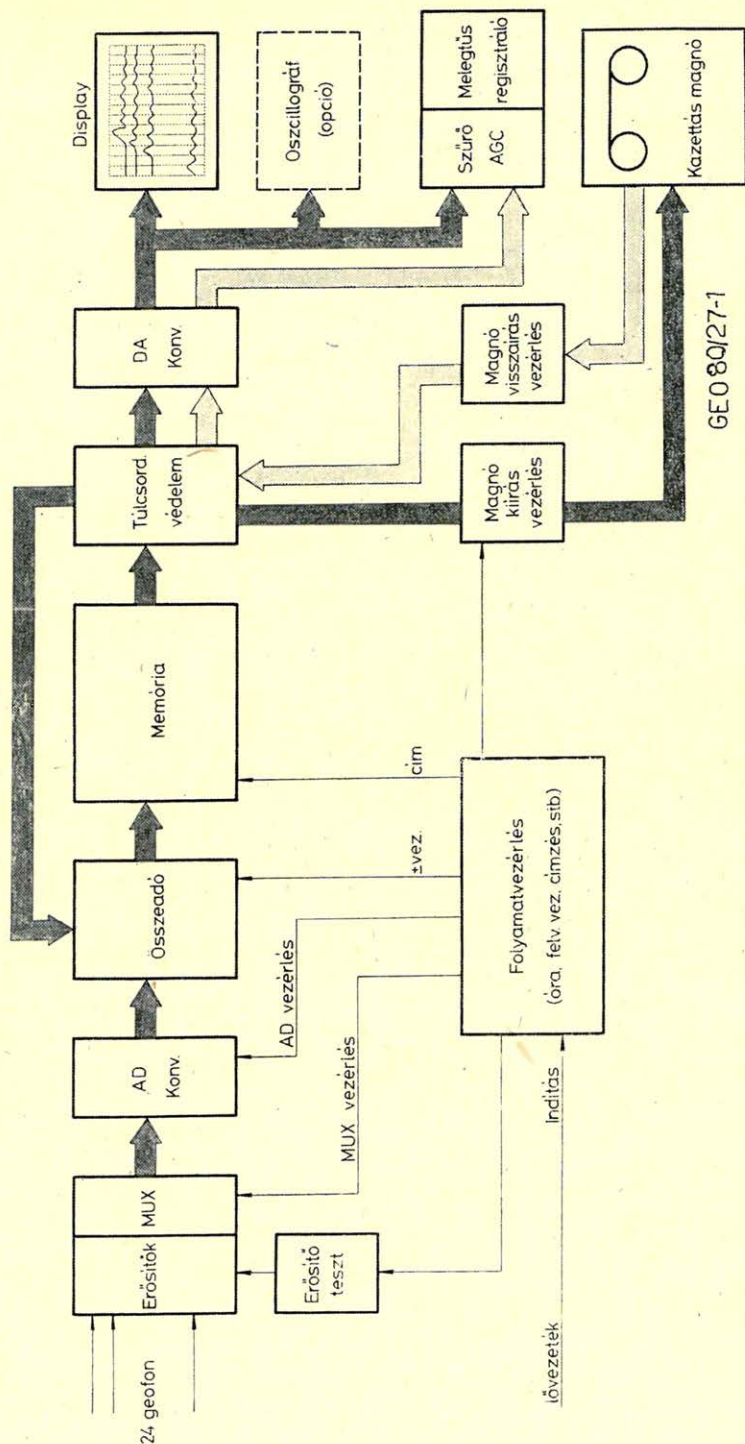 24 geofon
Erősítők
MUX
Erősítő
teszt
AD
Konv.
Összeadó
Memória
Túlcsord.
védelem
DA
Konv.
Display
Oszcillográf
(opció)
Szűrő
AGC
Melegtűs
regisztráló
Kazettás magnó
Magnó
visszaírás
vezérlés
Magnó
kiírás
vezérlés
MUX vezérlés
AD vezérlés
±vez.
cím
Folyamatvezérlés
(óra, felv. vez. címzés, stb)
lővezeték
Indítás
GEO 80/27-1